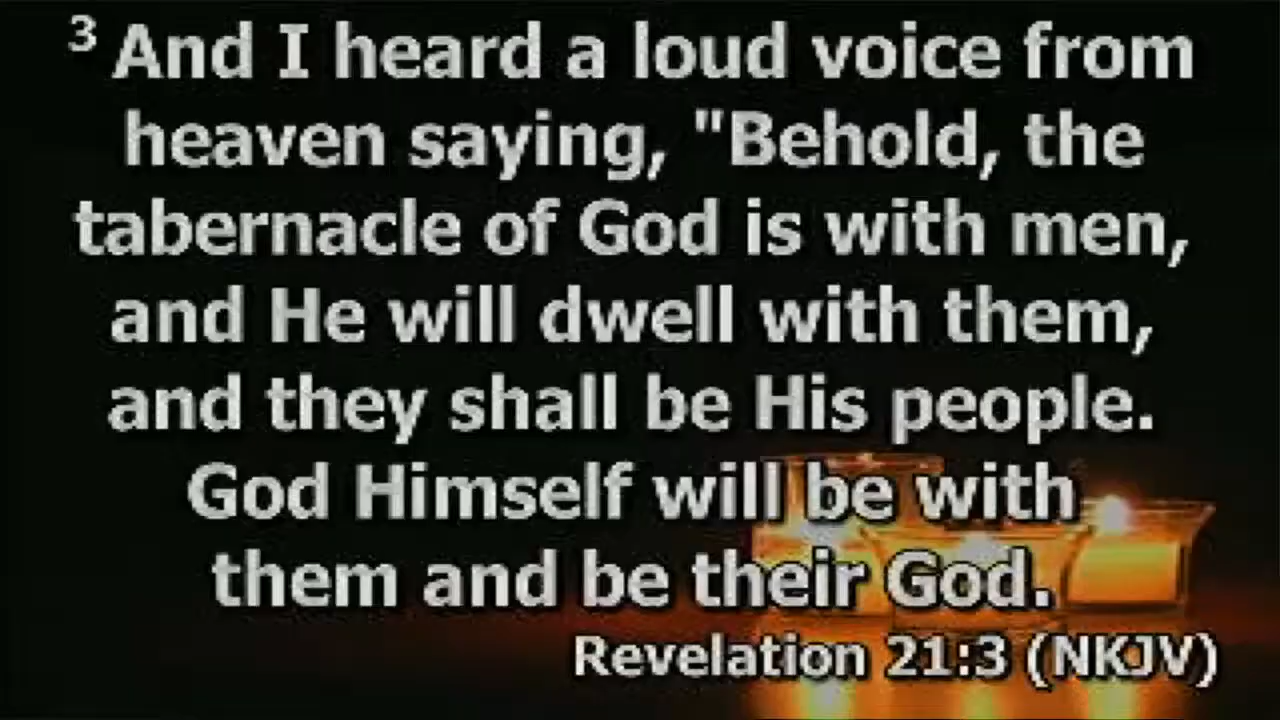 3 And I heard a loud voice from
heaven saying, "Behold, the
tabernacle of God is with men,
and He will dwell with them,
and they shall be His people.
God Himself will be with
them and be their God.
Revelation 21:3 (NKJV)